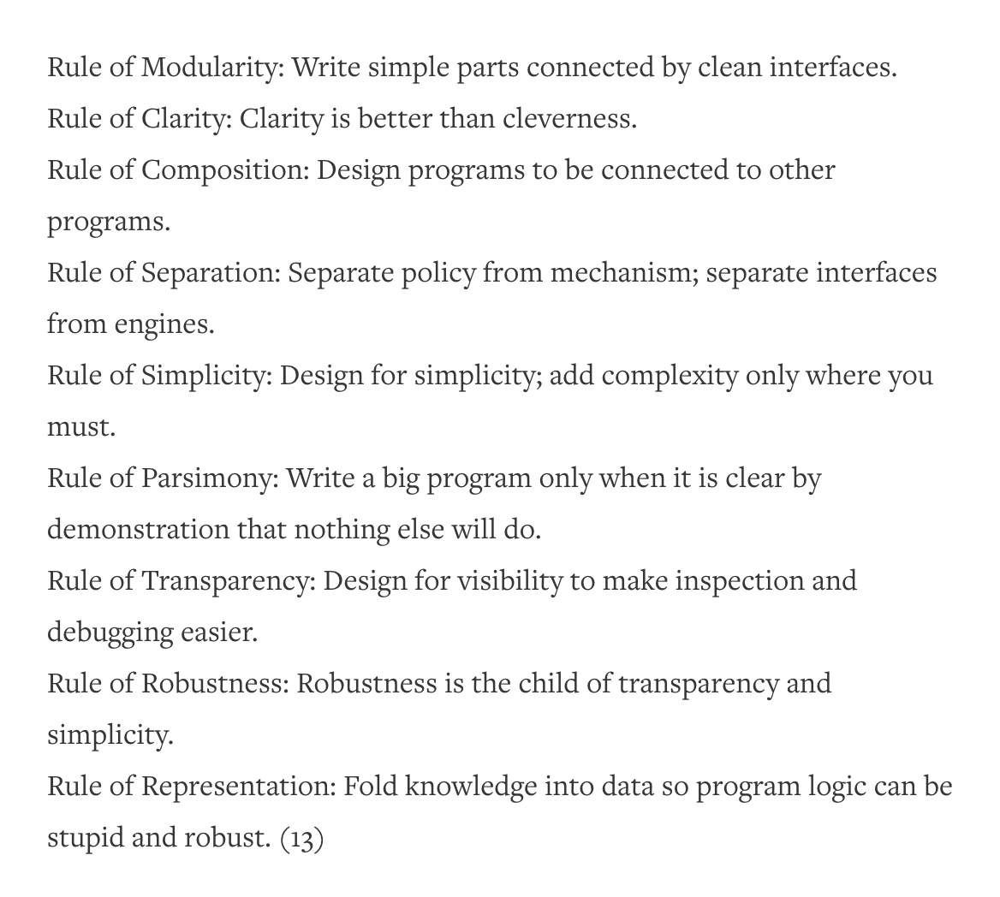 Rule of Modularity: Write simple parts connected by clean interfaces.
Rule of Clarity: Clarity is better than cleverness.
Rule of Composition: Design programs to be connected to other
programs.
Rule of Separation: Separate policy from mechanism; separate interfaces
from engines.
Rule of Simplicity: Design for simplicity; add complexity only where you
must.
Rule of Parsimony: Write a big program only when it is clear by
demonstration that nothing else will do.
Rule of Transparency: Design for visibility to make inspection and
debugging easier.
Rule of Robustness: Robustness is the child of transparency and
simplicity.
Rule of Representation: Fold knowledge into data so program logic can be
stupid and robust. (13)